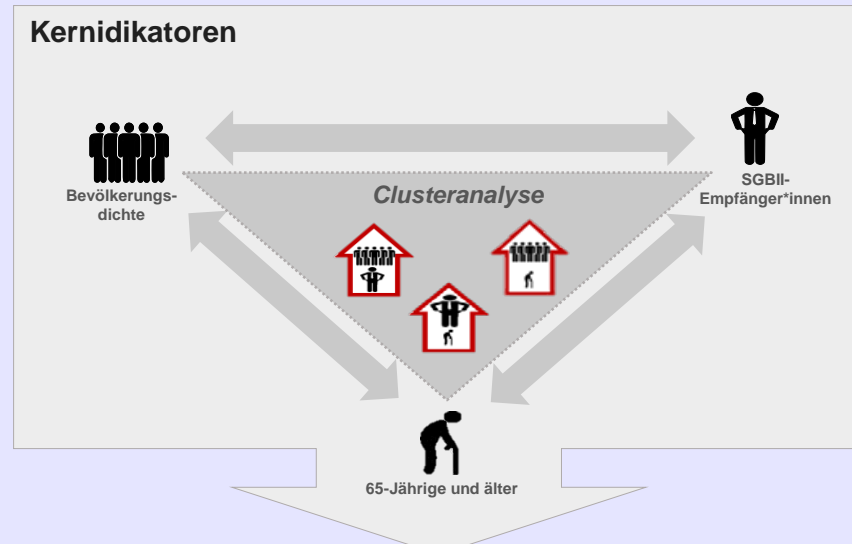 Kernidikatoren
Bevölkerungs-
dichte
SGBII-
Empfänger*innen
Clusteranalyse
65-Jährige und älter